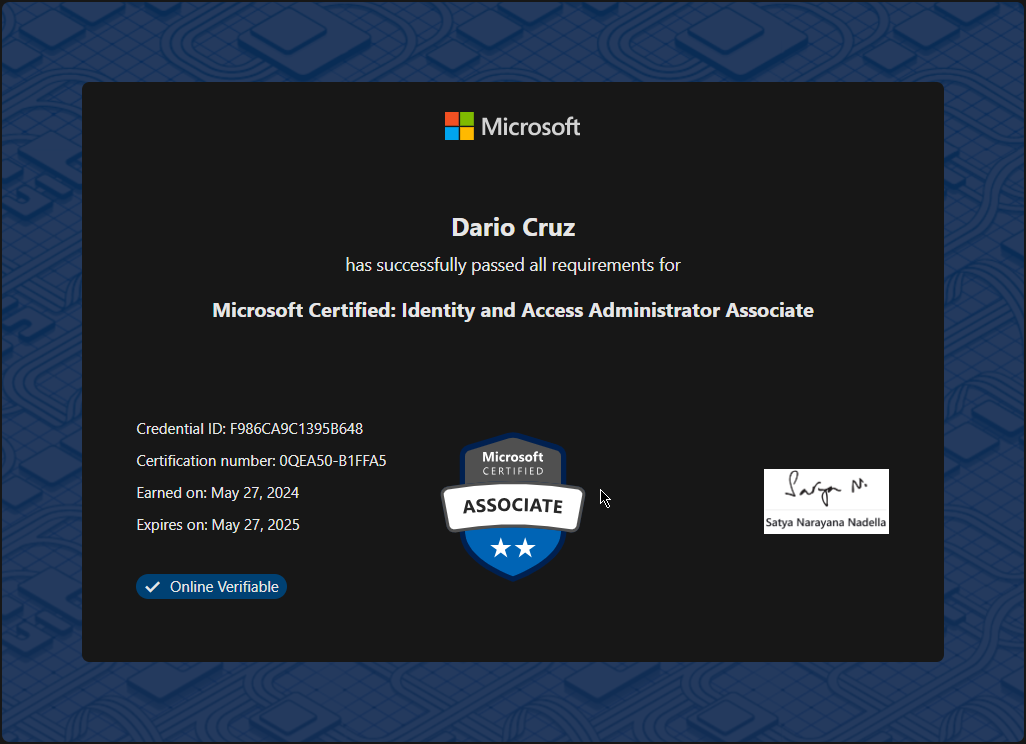 Microsoft
Dario Cruz
has successfully passed all requirements for
Microsoft Certified: Identity and Access Administrator Associate
Credential ID: F986CA9C1395B648
Certification number: 0QEA50-B1FFA5
Earned on: May 27, 2024
Expires on: May 27, 2025
Online Verifiable
Microsoft
CERTIFIED
ASSOCIATE
Satya N.
Satya Narayana Nadella